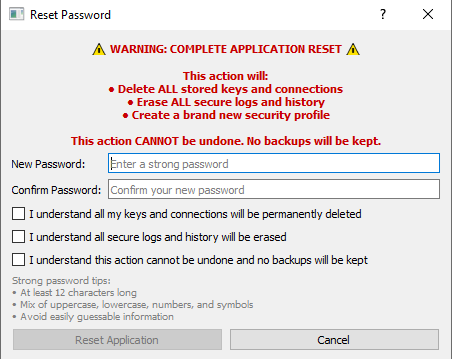 Reset Password
⚠ WARNING: COMPLETE APPLICATION RESET ⚠
This action will:
• Delete ALL stored keys and connections
• Erase ALL secure logs and history
• Create a brand new security profile
This action CANNOT be undone. No backups will be kept.
New Password: Enter a strong password
Confirm Password: Confirm your new password
I understand all my keys and connections will be permanently deleted
I understand all secure logs and history will be erased
I understand this action cannot be undone and no backups will be kept
Strong password tips:
• At least 12 characters long
• Mix of uppercase, lowercase, numbers, and symbols
• Avoid easily guessable information
Reset Application Cancel